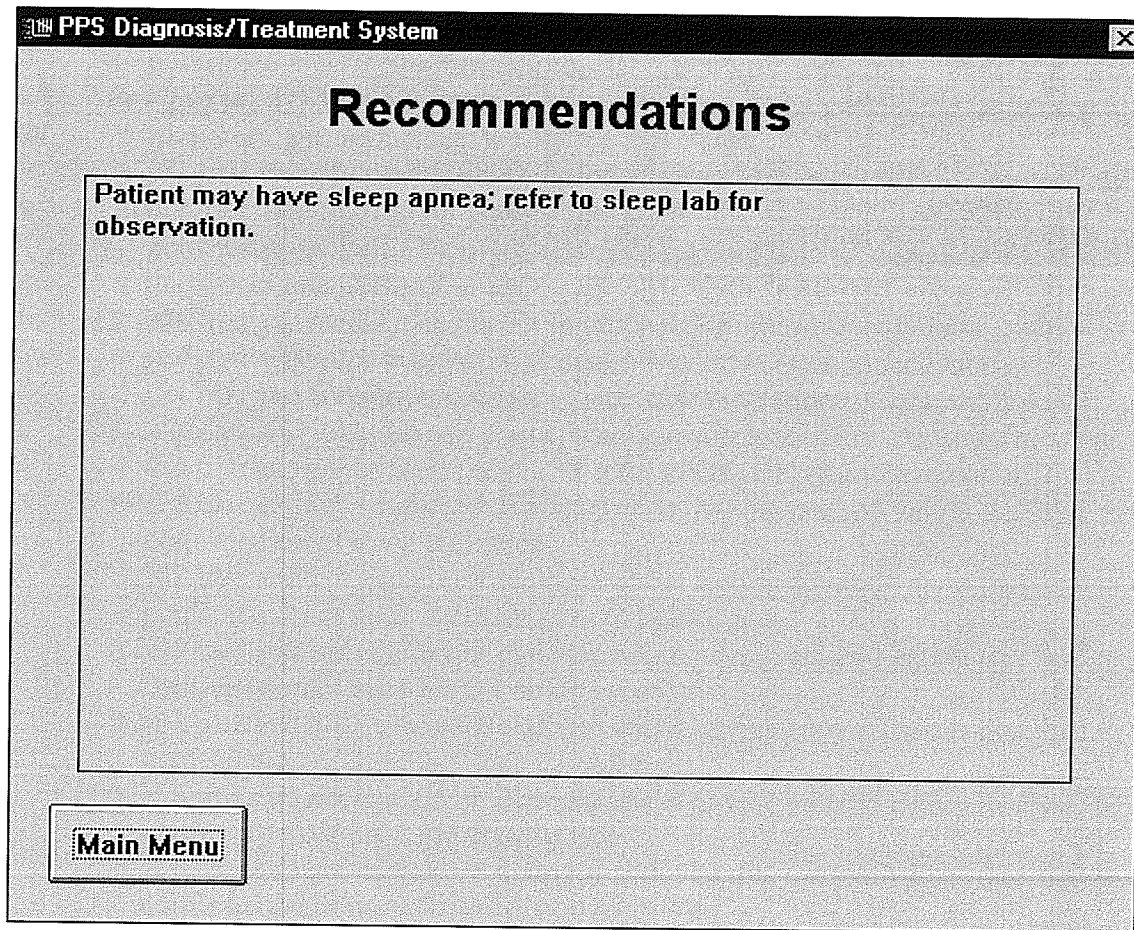 PPS Diagnosis/Treatment System
Recommendations
Patient may have sleep apnea; refer to sleep lab for
observation.
Main Menu